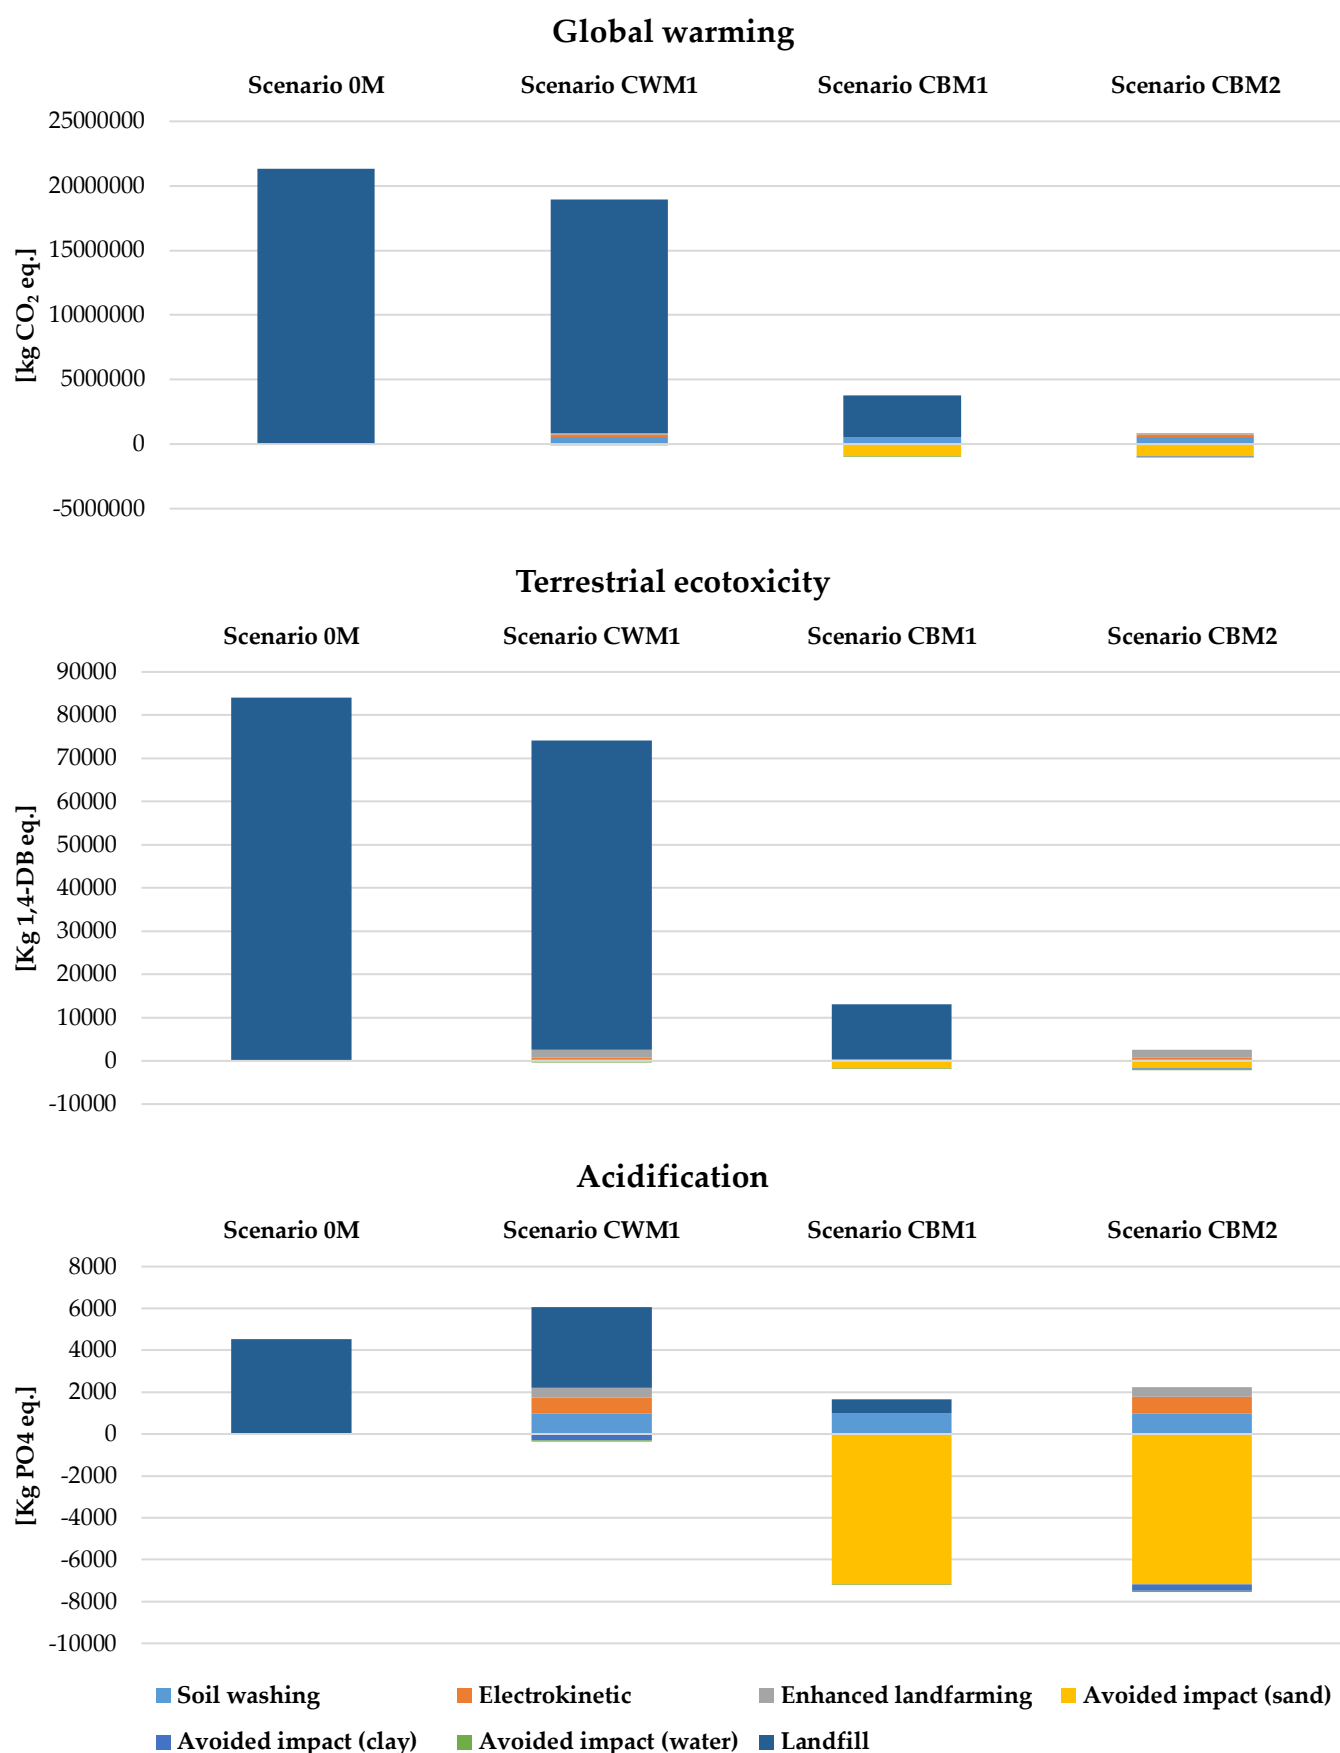 Global warming
Scenario 0M Scenario CWM1 Scenario CBM1 Scenario CBM2
[kg CO₂ eq.]
25000000
20000000
15000000
10000000
5000000
0
-5000000
Terrestrial ecotoxicity
Scenario 0M Scenario CWM1 Scenario CBM1 Scenario CBM2
[Kg 1,4-DB eq.]
90000
80000
70000
60000
50000
40000
30000
20000
10000
0
-10000
Acidification
Scenario 0M Scenario CWM1 Scenario CBM1 Scenario CBM2
[Kg PO4 eq.]
8000
6000
4000
2000
0
-2000
-4000
-6000
-8000
-10000
Soil washing Electrokinetic Enhanced landfarming Avoided impact (sand)
Avoided impact (clay) Avoided impact (water) Landfill